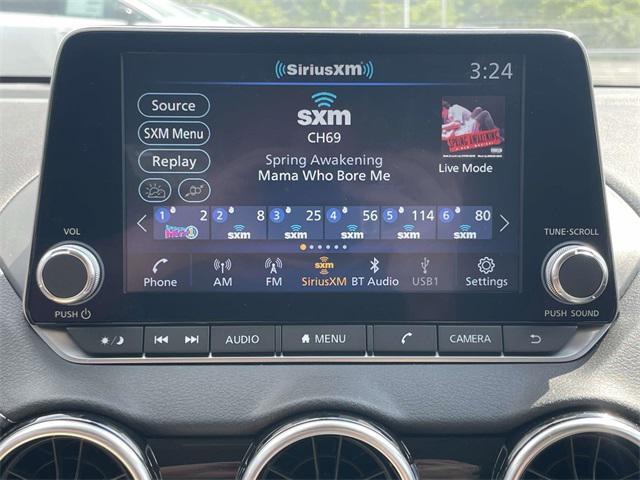 SiriusXM
3:24
Source
SXM Menu
Replay
sxm
CH69
Spring Awakening
Mama Who Bore Me
SPRING AWAKENING
Live Mode
1 2
2 8 sxm
3 25 sxm
4 56 sxm
5 114 sxm
6 80 sxm
Phone AM FM SiriusXM BT Audio USB1 Settings
VOL
PUSH
TUNE·SCROLL
PUSH SOUND
AUDIO MENU CAMERA